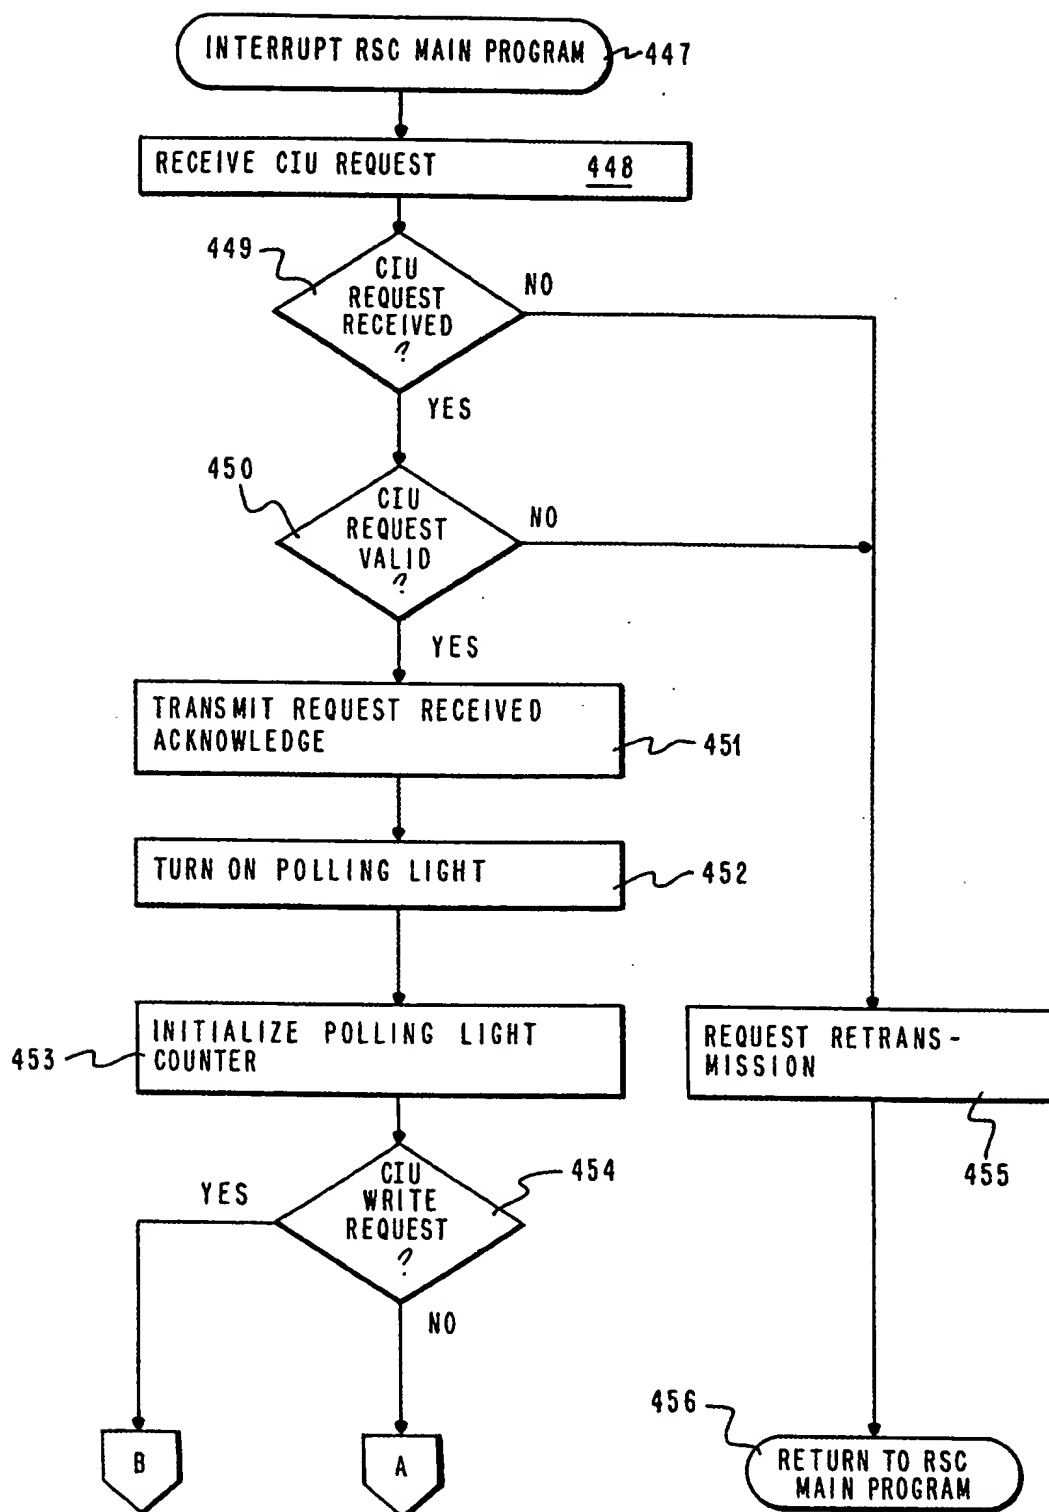 INTERRUPT RSC MAIN PROGRAM
447
RECEIVE CIU REQUEST 448
449
CIU
REQUEST
RECEIVED
?
NO
YES
450
CIU
REQUEST
VALID
?
NO
YES
TRANSMIT REQUEST RECEIVED
ACKNOWLEDGE
451
TURN ON POLLING LIGHT
452
INITIALIZE POLLING LIGHT
COUNTER
453
REQUEST RETRANS-
MISSION
455
CIU
WRITE
REQUEST
?
454
YES
NO
B
A
456
RETURN TO RSC
MAIN PROGRAM